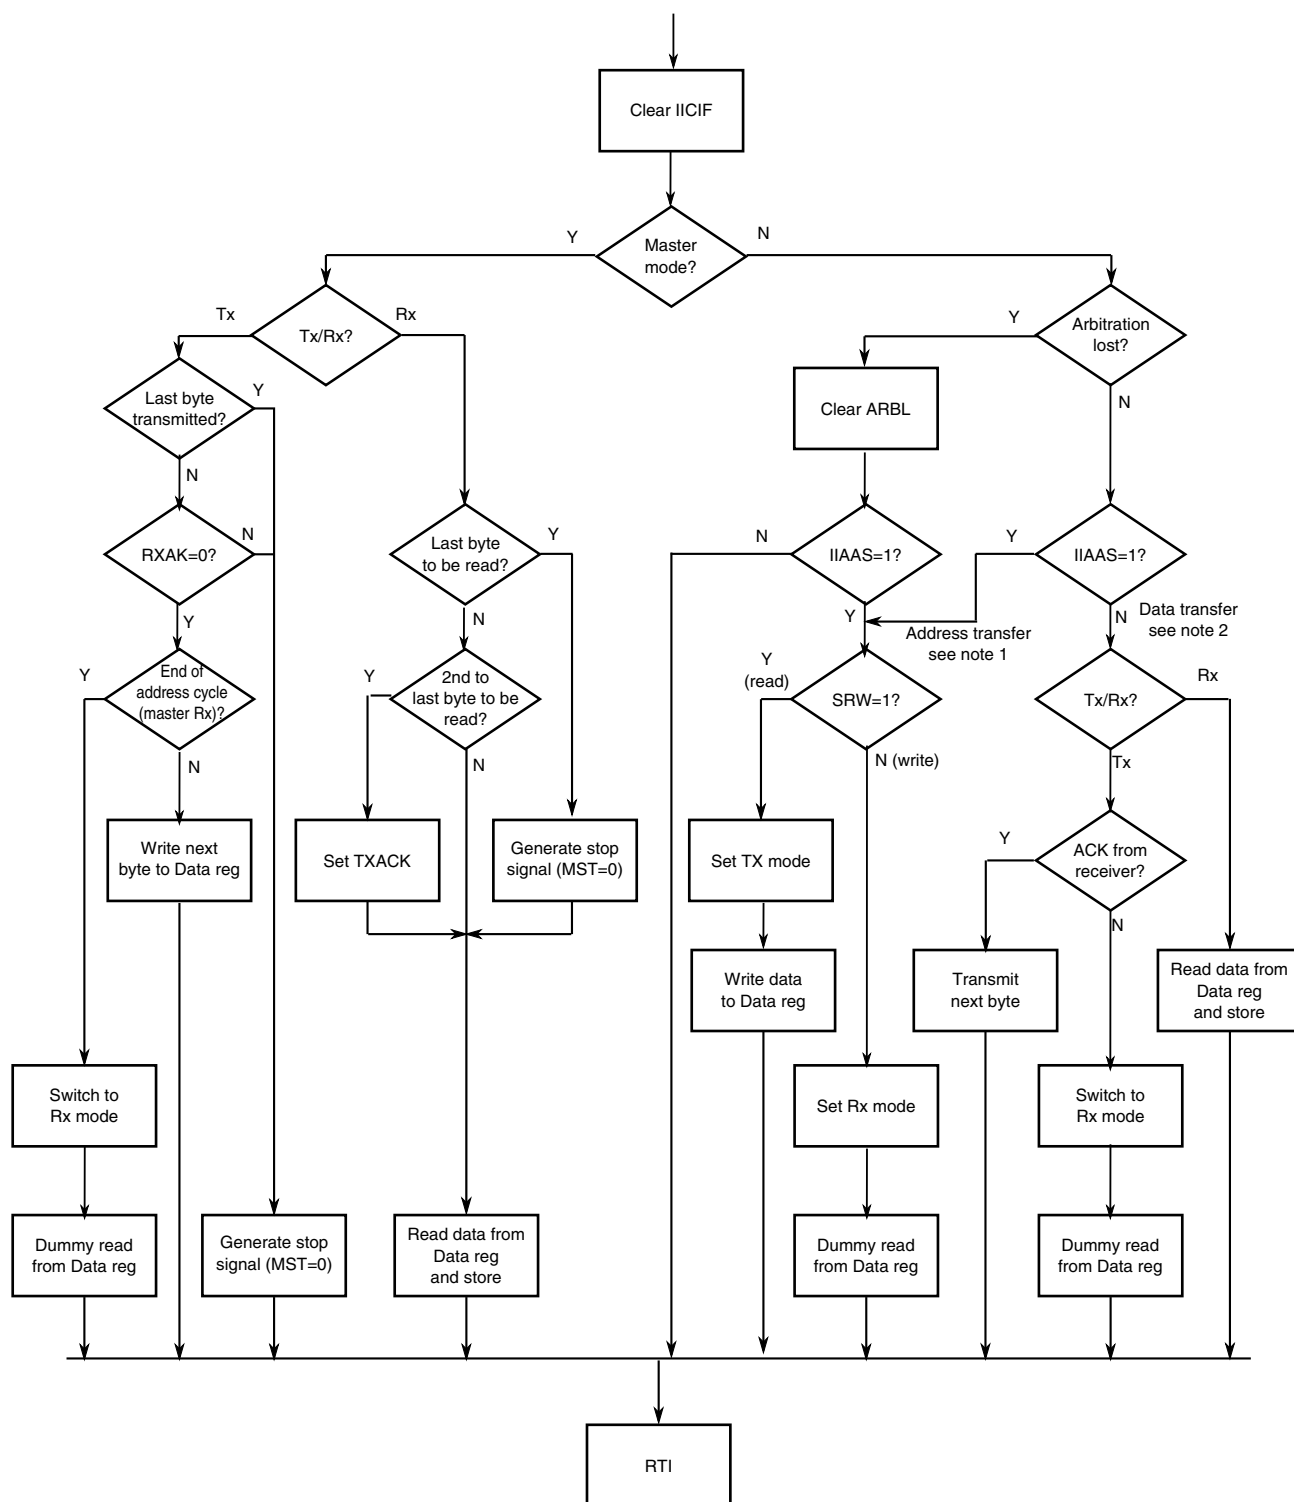 Clear IICIF
Master
mode?
Y
N
Tx/Rx?
Tx
Rx
Arbitration
lost?
Y
N
Last byte
transmitted?
Y
N
Clear ARBL
RXAK=0?
N
Y
Last byte
to be read?
Y
N
IIAAS=1?
N
Y
IIAAS=1?
Y
N
Address transfer
see note 1
Data transfer
see note 2
End of
address cycle
(master Rx)?
Y
N
2nd to
last byte to be
read?
Y
N
SRW=1?
Y
(read)
N (write)
Tx/Rx?
Rx
Tx
Write next
byte to Data reg
Set TXACK
Generate stop
signal (MST=0)
Set TX mode
ACK from
receiver?
Y
N
Write data
to Data reg
Transmit
next byte
Read data from
Data reg
and store
Switch to
Rx mode
Set Rx mode
Switch to
Rx mode
Dummy read
from Data reg
Generate stop
signal (MST=0)
Read data from
Data reg
and store
Dummy read
from Data reg
Dummy read
from Data reg
RTI